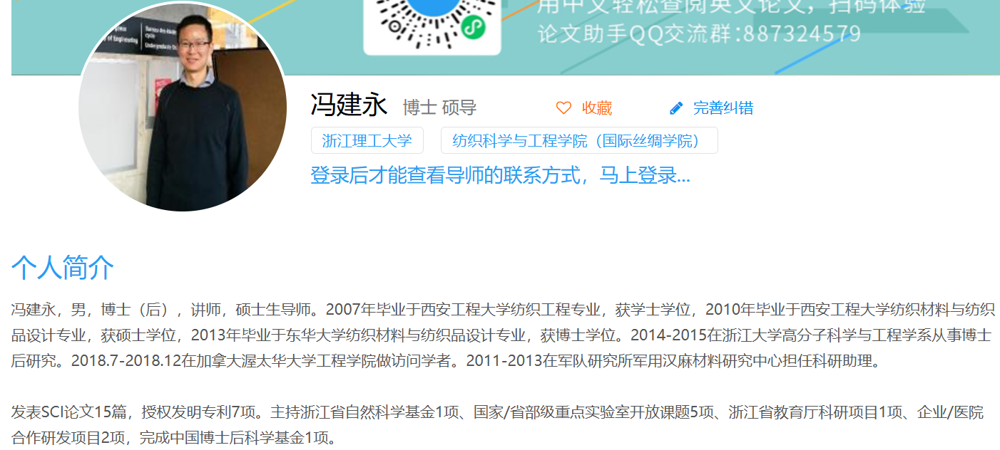 用中文轻松查阅英文论文，扫码体验
论文助手QQ交流群:887324579
of Engineering
cycle
Undergraduate
冯建永 博士 硕导 收藏 完善纠错
浙江理工大学 纺织科学与工程学院（国际丝绸学院）
登录后才能查看导师的联系方式，马上登录...
个人简介
冯建永，男，博士（后），讲师，硕士生导师。2007年毕业于西安工程大学纺织工程专业，获学士学位，2010年毕业于西安工程大学纺织材料与纺织
品设计专业，获硕士学位，2013年毕业于东华大学纺织材料与纺织品设计专业，获博士学位。2014-2015在浙江大学高分子科学与工程学系从事博士
后研究。2018.7-2018.12在加拿大渥太华大学工程学院做访问学者。2011-2013在军队研究所军用汉麻材料研究中心担任科研助理。
发表SCI论文15篇，授权发明专利7项。主持浙江省自然科学基金1项、国家/省部级重点实验室开放课题5项、浙江省教育厅科研项目1项、企业/医院
合作研发项目2项，完成中国博士后科学基金1项。